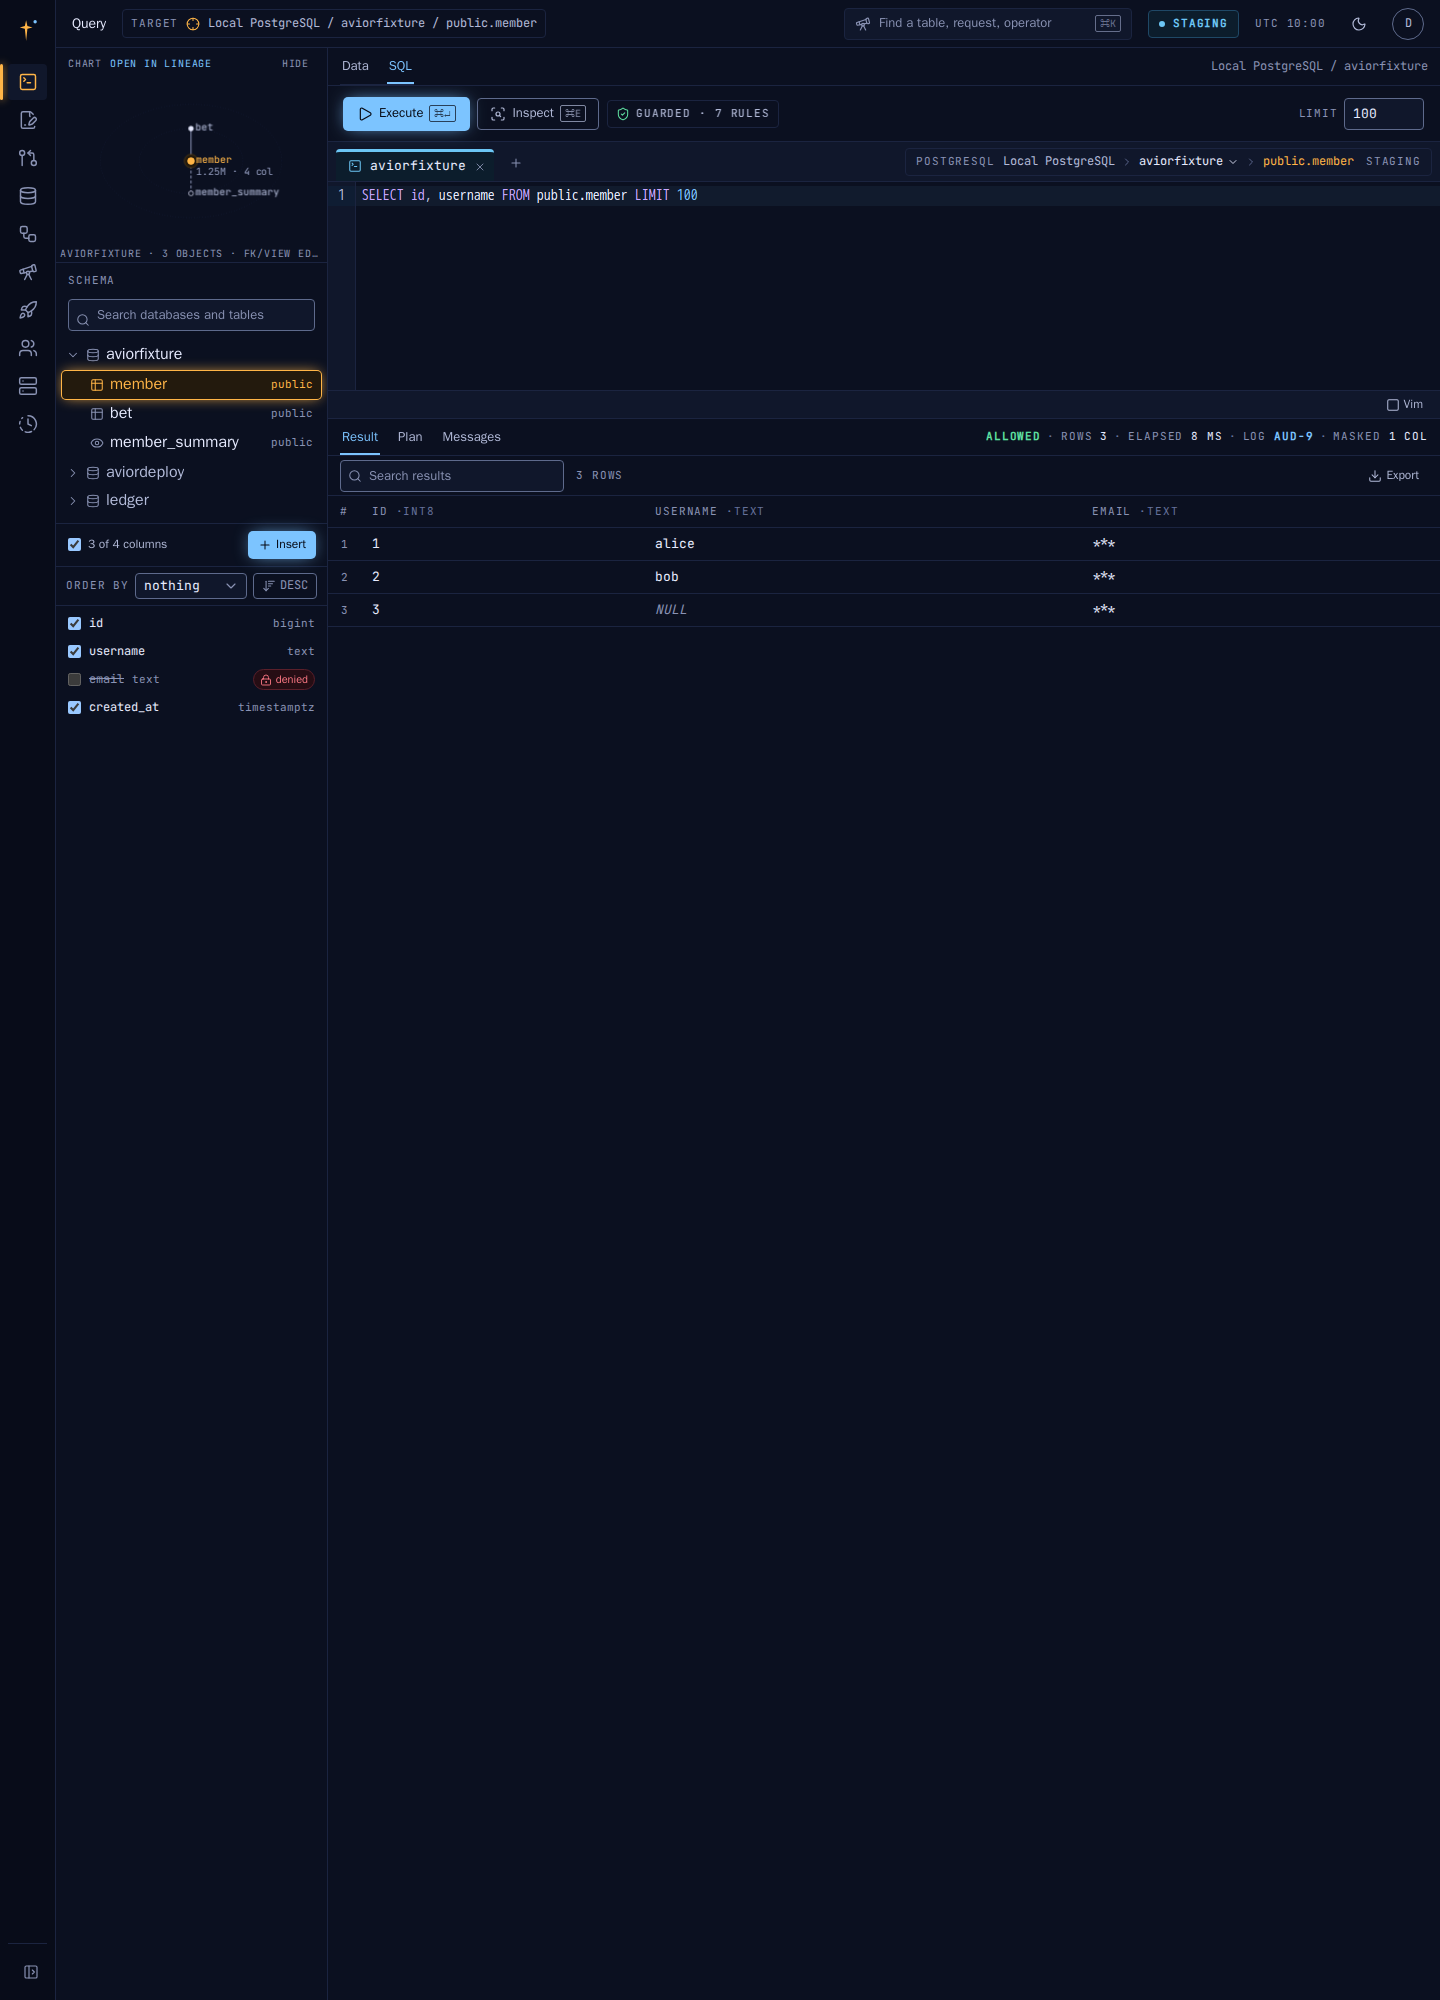 Query TARGET Local PostgreSQL / aviorfixture / public.member Find a table, request, operator ⌘K STAGING UTC 10:00 D
CHART OPEN IN LINEAGE HIDE
bet
member
1.25M · 4 col
member_summary
AVIORFIXTURE · 3 OBJECTS · FK/VIEW ED…
SCHEMA
Search databases and tables
aviorfixture
member public
bet public
member_summary public
aviordeploy
ledger
3 of 4 columns Insert
ORDER BY nothing DESC
id bigint
username text
email text denied
created_at timestamptz
Data SQL Local PostgreSQL / aviorfixture
Execute ⌘↵ Inspect ⌘E GUARDED · 7 RULES LIMIT 100
aviorfixture POSTGRESQL Local PostgreSQL aviorfixture public.member STAGING
1 SELECT id, username FROM public.member LIMIT 100
Vim
Result Plan Messages ALLOWED · ROWS 3 · ELAPSED 8 MS · LOG AUD-9 · MASKED 1 COL
Search results 3 ROWS Export
# ID ·INT8 USERNAME ·TEXT EMAIL ·TEXT
1 1 alice ***
2 2 bob ***
3 3 NULL ***